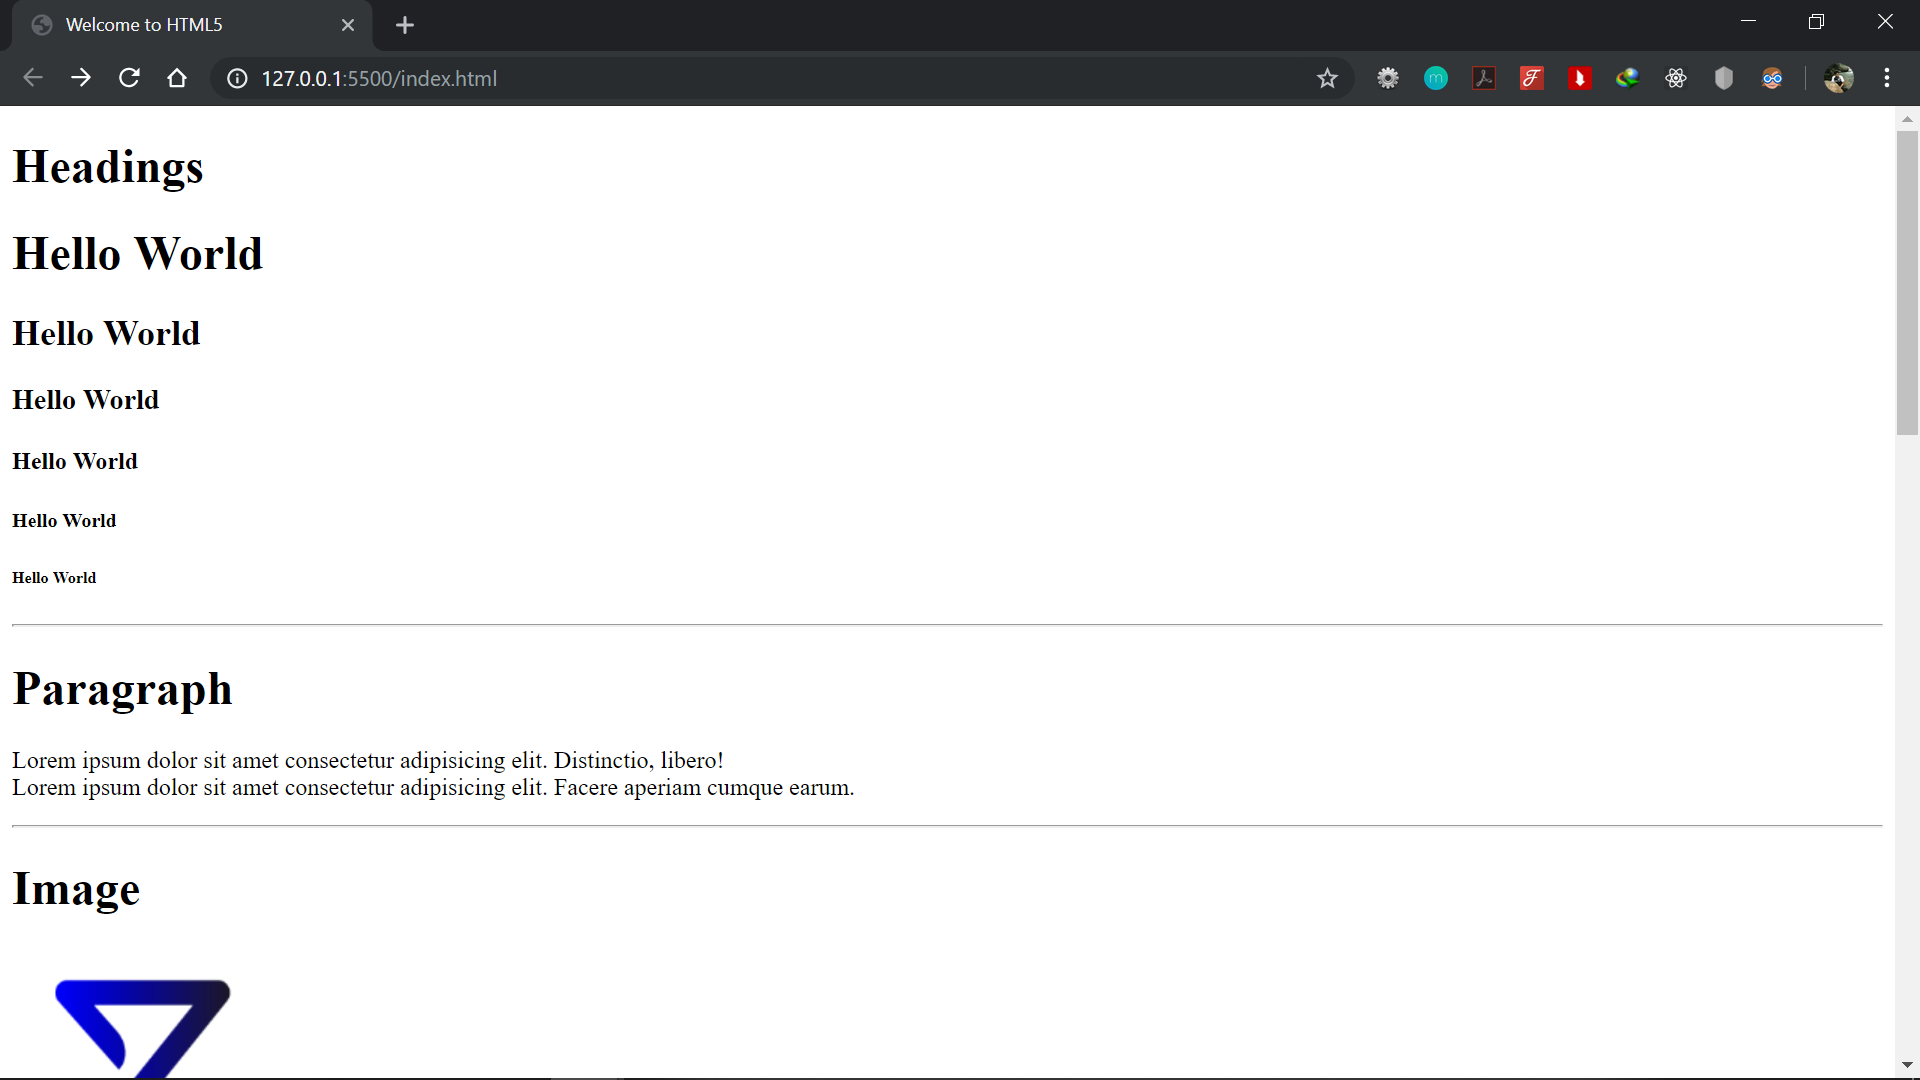 Welcome to HTML5
127.0.0.1:5500/index.html
Headings
Hello World
Hello World
Hello World
Hello World
Hello World
Hello World
Paragraph
Lorem ipsum dolor sit amet consectetur adipisicing elit. Distinctio, libero!
Lorem ipsum dolor sit amet consectetur adipisicing elit. Facere aperiam cumque earum.
Image